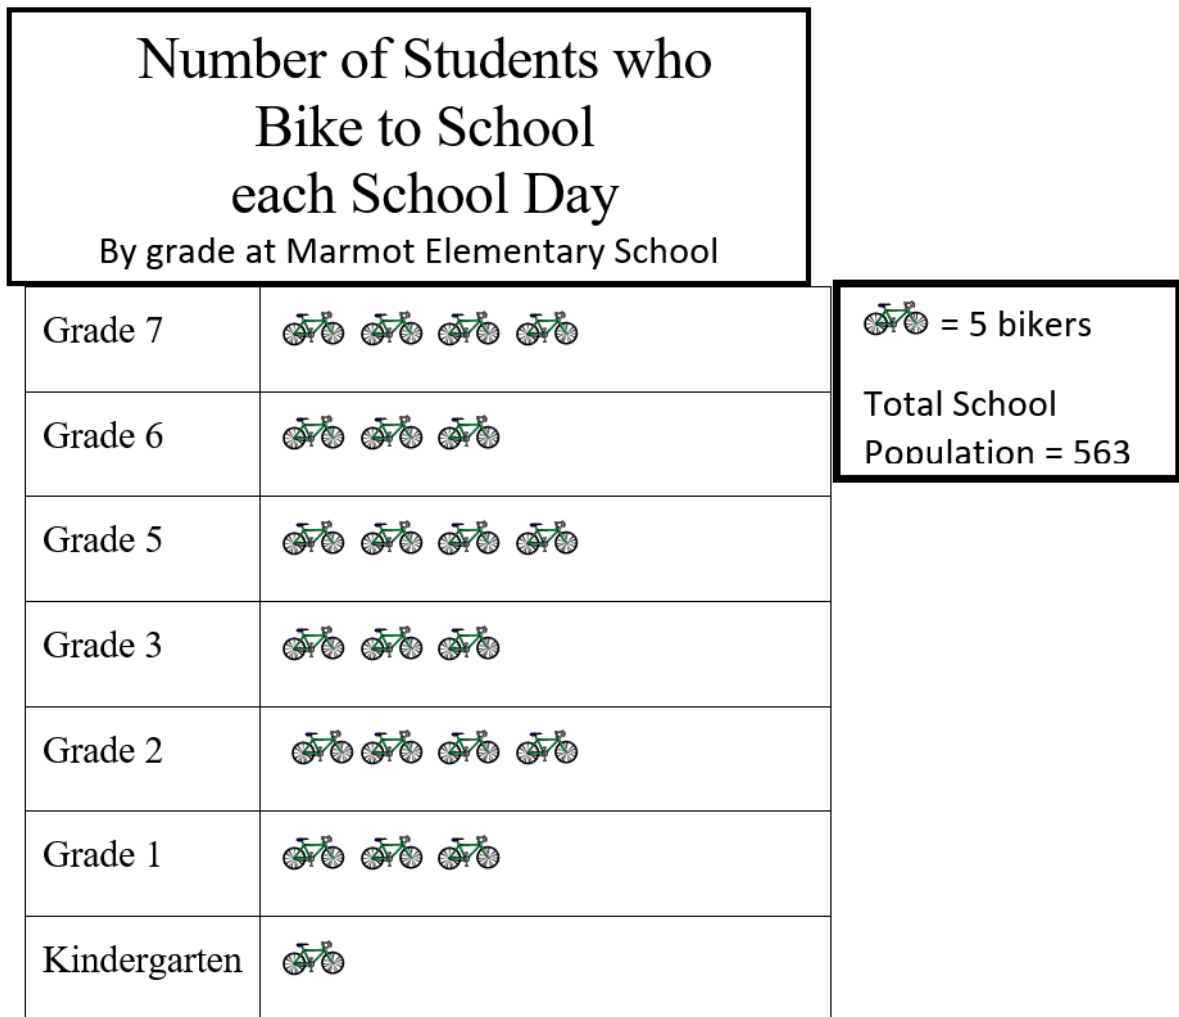 Number of Students who
Bike to School
each School Day
By grade at Marmot Elementary School
= 5 bikers
Total School
Population = 563
Grade 7
Grade 6
Grade 5
Grade 3
Grade 2
Grade 1
Kindergarten